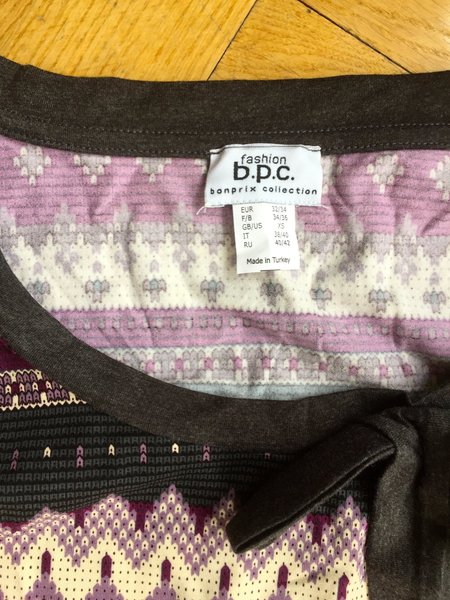 fashion
b.p.c.
bonprix collection
EUR 32/34
F/B 34/36
GB/US XS
IT 38/40
RU 40/42
Made in Turkey